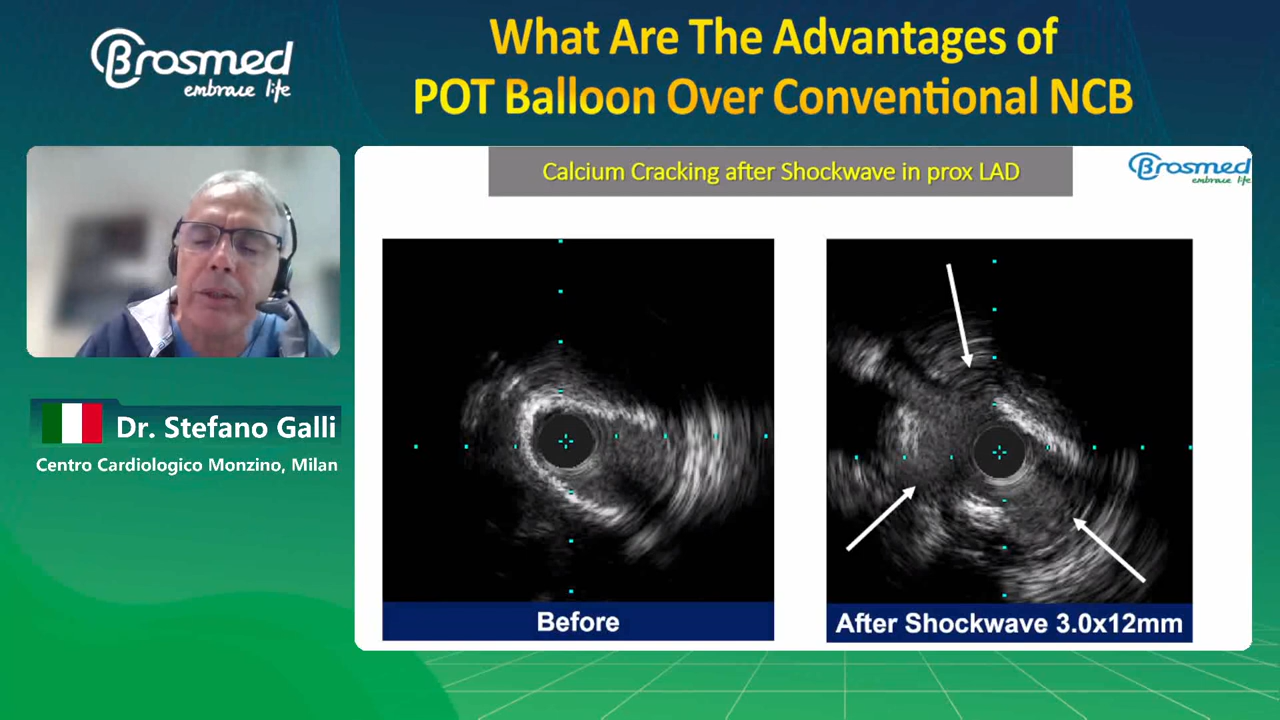 Brosmed
embrace life
What Are The Advantages of
POT Balloon Over Conventional NCB
Calcium Cracking after Shockwave in prox LAD
Brosmed
embrace life
Before
After Shockwave 3.0x12mm
Dr. Stefano Galli
Centro Cardiologico Monzino, Milan